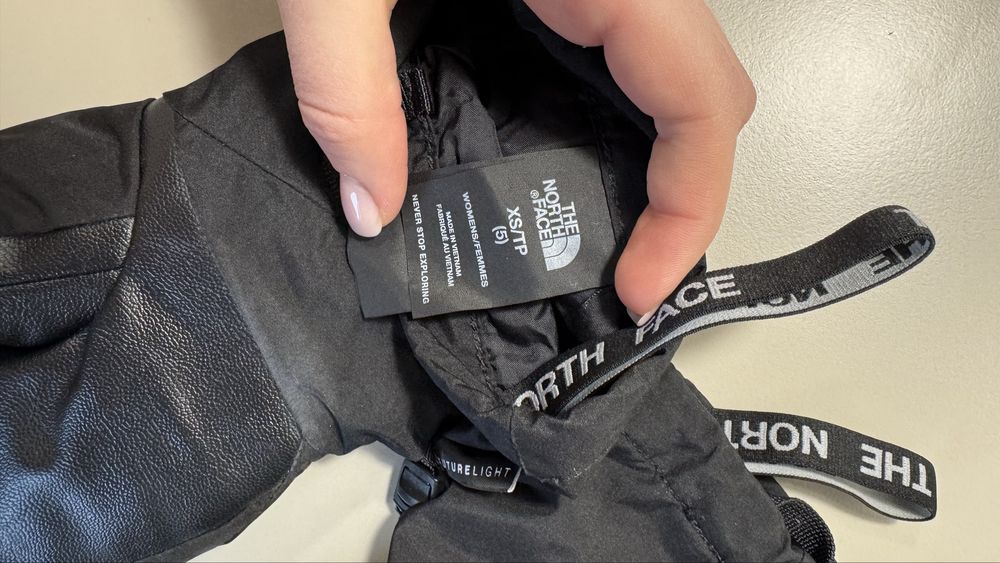 THE
NORTH
FACE®
XS/TP
(5)
WOMENS/FEMMES
MADE IN VIETNAM
FABRIQUÉ AU VIETNAM
NEVER STOP EXPLORING
FACE
THE NORT